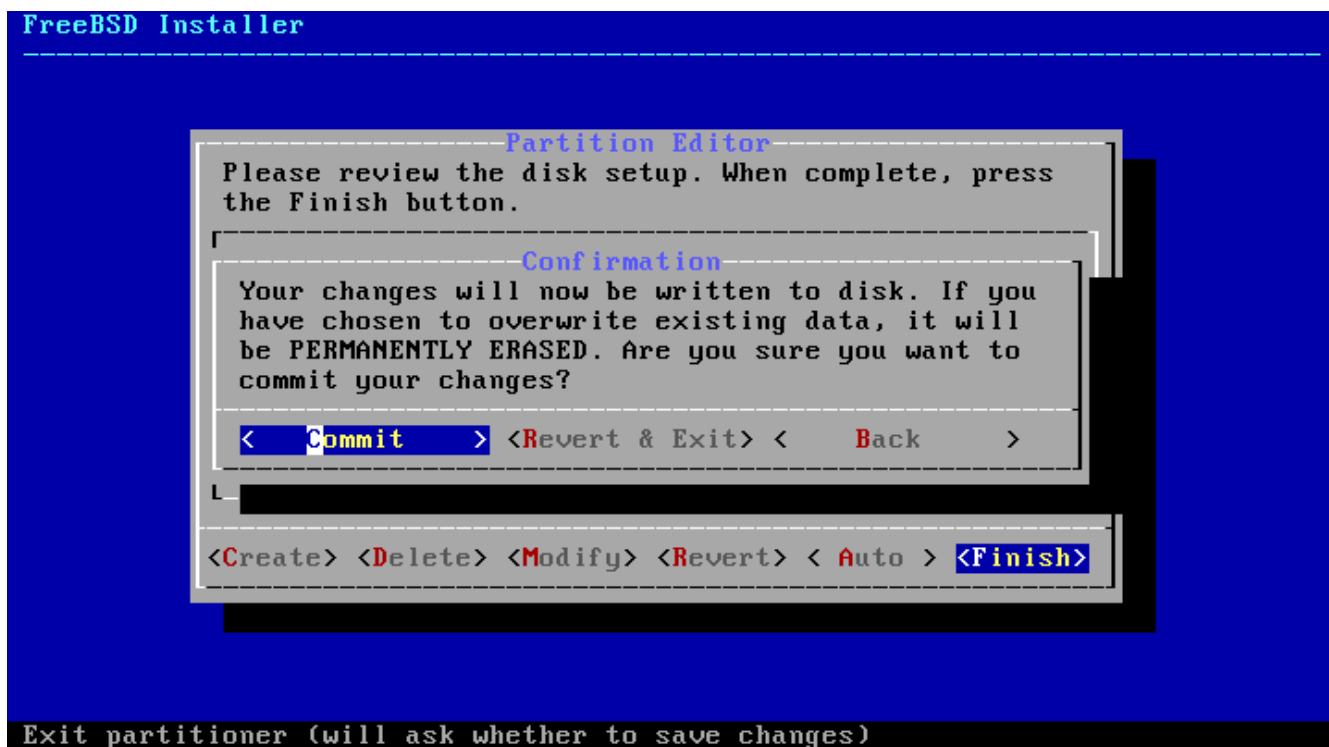 FreeBSD Installer
Partition Editor
Please review the disk setup. When complete, press
the Finish button.
Confirmation
Your changes will now be written to disk. If you
have chosen to overwrite existing data, it will
be PERMANENTLY ERASED. Are you sure you want to
commit your changes?
<   Commit    > <Revert & Exit> <    Back     >
<Create> <Delete> <Modify> <Revert> < Auto > <Finish>
Exit partitioner (will ask whether to save changes)